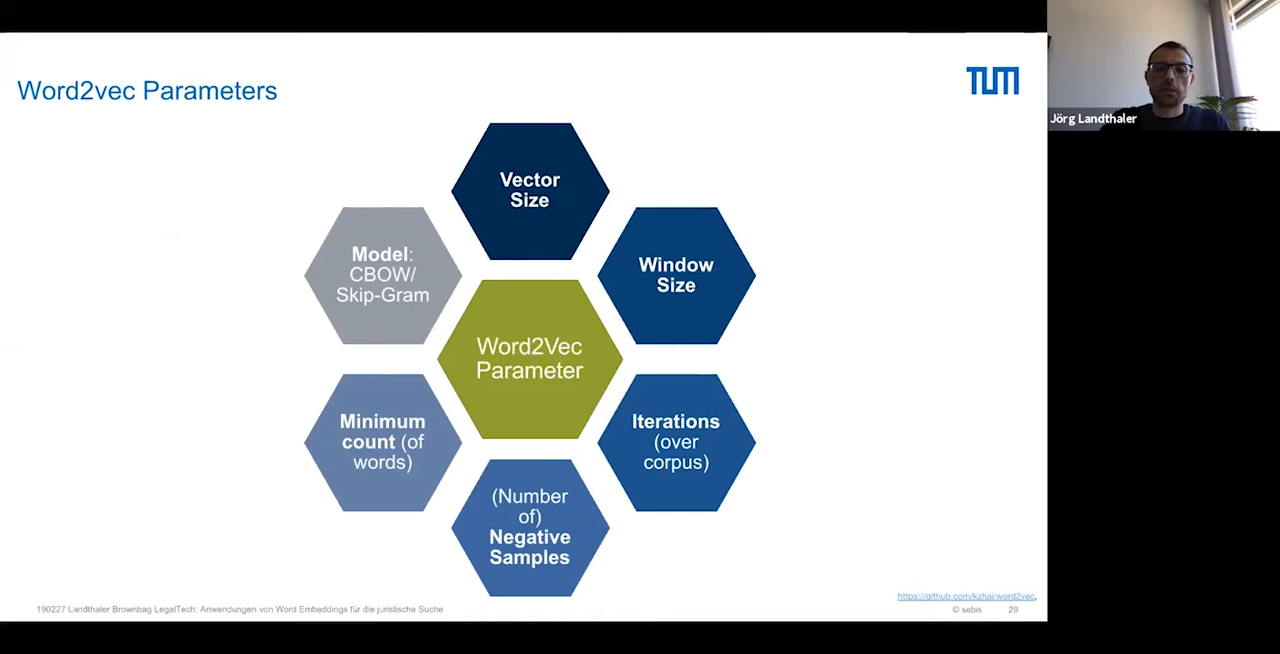 Word2vec Parameters
TUM
Jörg Landthaler
Vector
Size
Model:
CBOW/
Skip-Gram
Window
Size
Word2Vec
Parameter
Minimum
count (of
words)
Iterations
(over
corpus)
(Number
of)
Negative
Samples
https://github.com/kzhai/word2vec,
190227 Landthaler Brownbag LegalTech: Anwendungen von Word Embeddings für die juristische Suche
© sebis
29